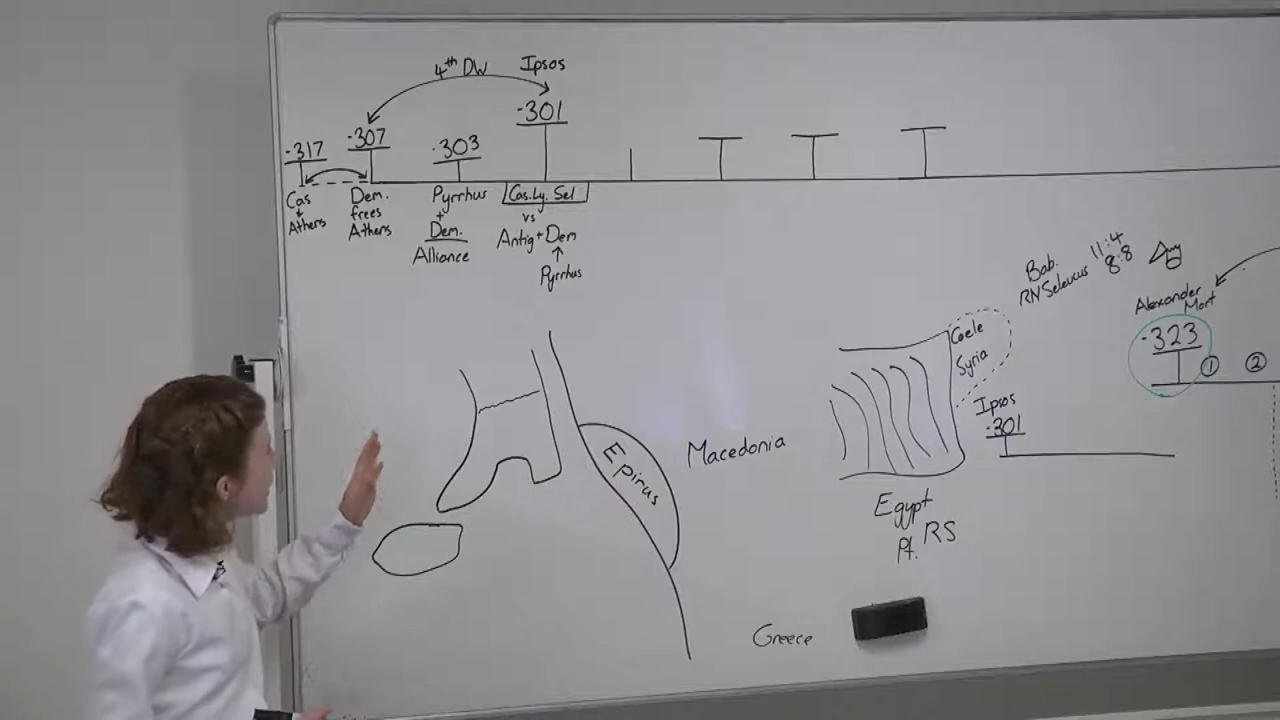 4th DW
Ipsos
-317
-307
-303
-301
Cas
Athens
Dem.
frees
Athens
Pyrrhus
+
Dem.
Alliance
Cas. Ly. Sel
vs
Antig + Dem
Pyrrhus
Bab.
RN Seleucus
11:4
8:8
Alexander
Mort
-323
①
②
Coele
Syria
Ipsos
-301
Epirus
Macedonia
Egypt
Pt. RS
Greece